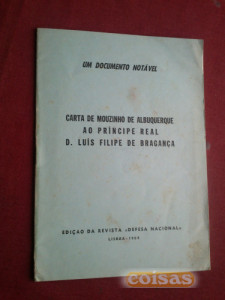 UM DOCUMENTO NOTÁVEL
CARTA DE MOUZINHO DE ALBUQUERQUE
AO PRÍNCIPE REAL
D. LUÍS FILIPE DE BRAGANÇA
EDIÇÃO DA REVISTA «DEFESA NACIONAL»
LISBOA
coisas